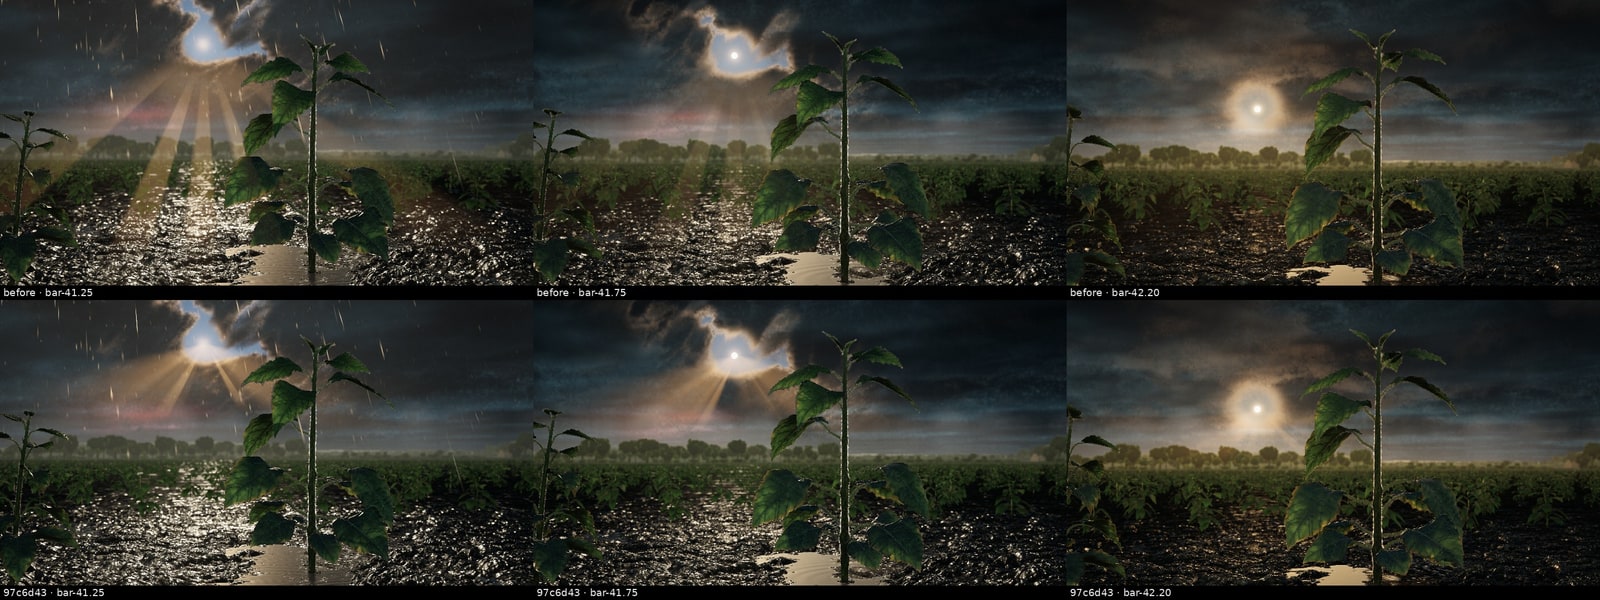 before · bar-41.25
before · bar-41.75
before · bar-42.20
97c6d43 · bar-41.25
97c6d43 · bar-41.75
97c6d43 · bar-42.20